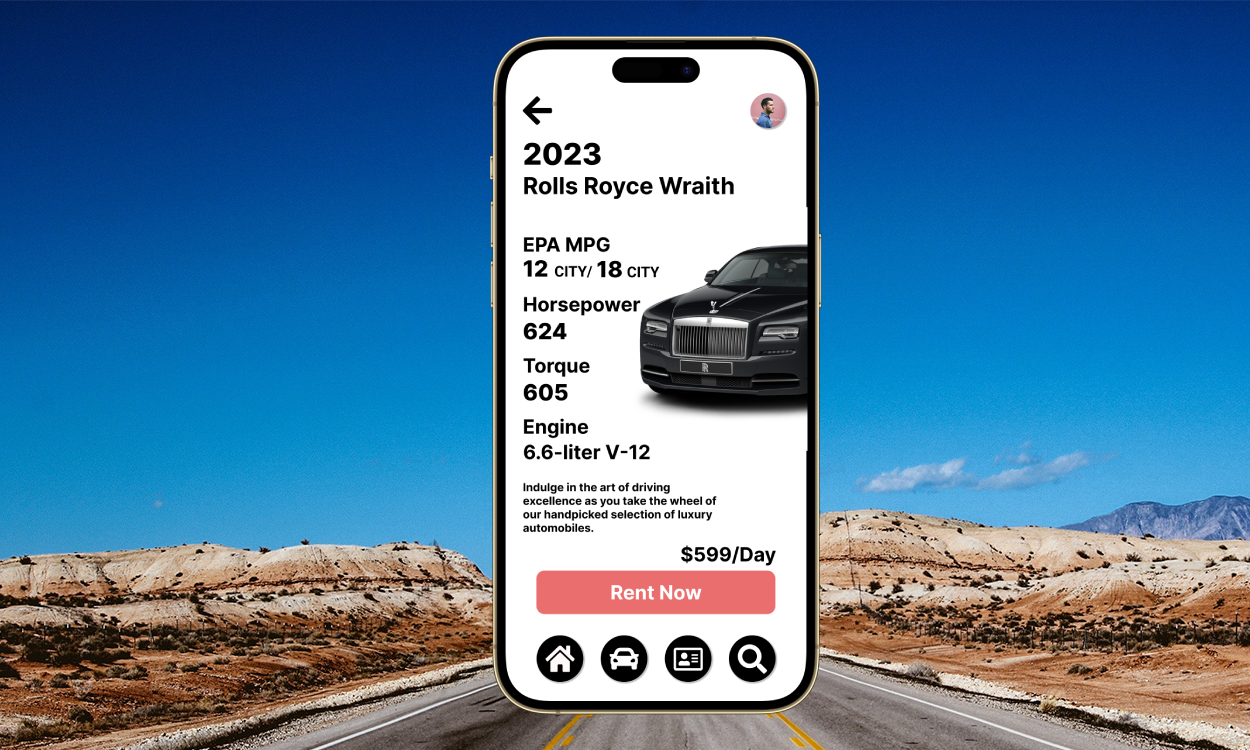 2023
Rolls Royce Wraith
EPA MPG
12 CITY/ 18 CITY
Horsepower
624
Torque
605
Engine
6.6-liter V-12
Indulge in the art of driving
excellence as you take the wheel of
our handpicked selection of luxury
automobiles.
$599/Day
Rent Now